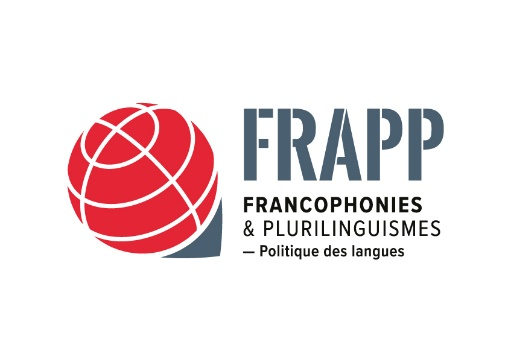 FRAPP
FRANCOPHONIES
& PLURILINGUISMES
— Politique des langues